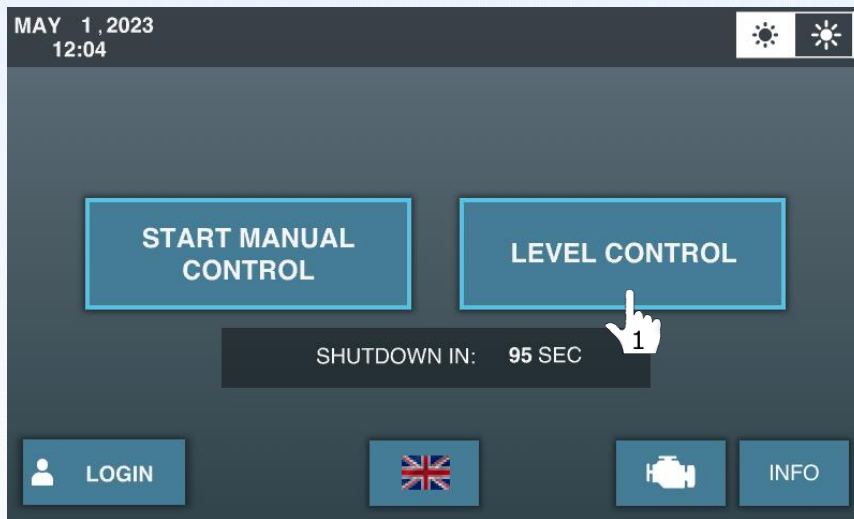 MAY 1,2023
12:04
START MANUAL
CONTROL
LEVEL CONTROL
1
SHUTDOWN IN: 95 SEC
LOGIN
INFO